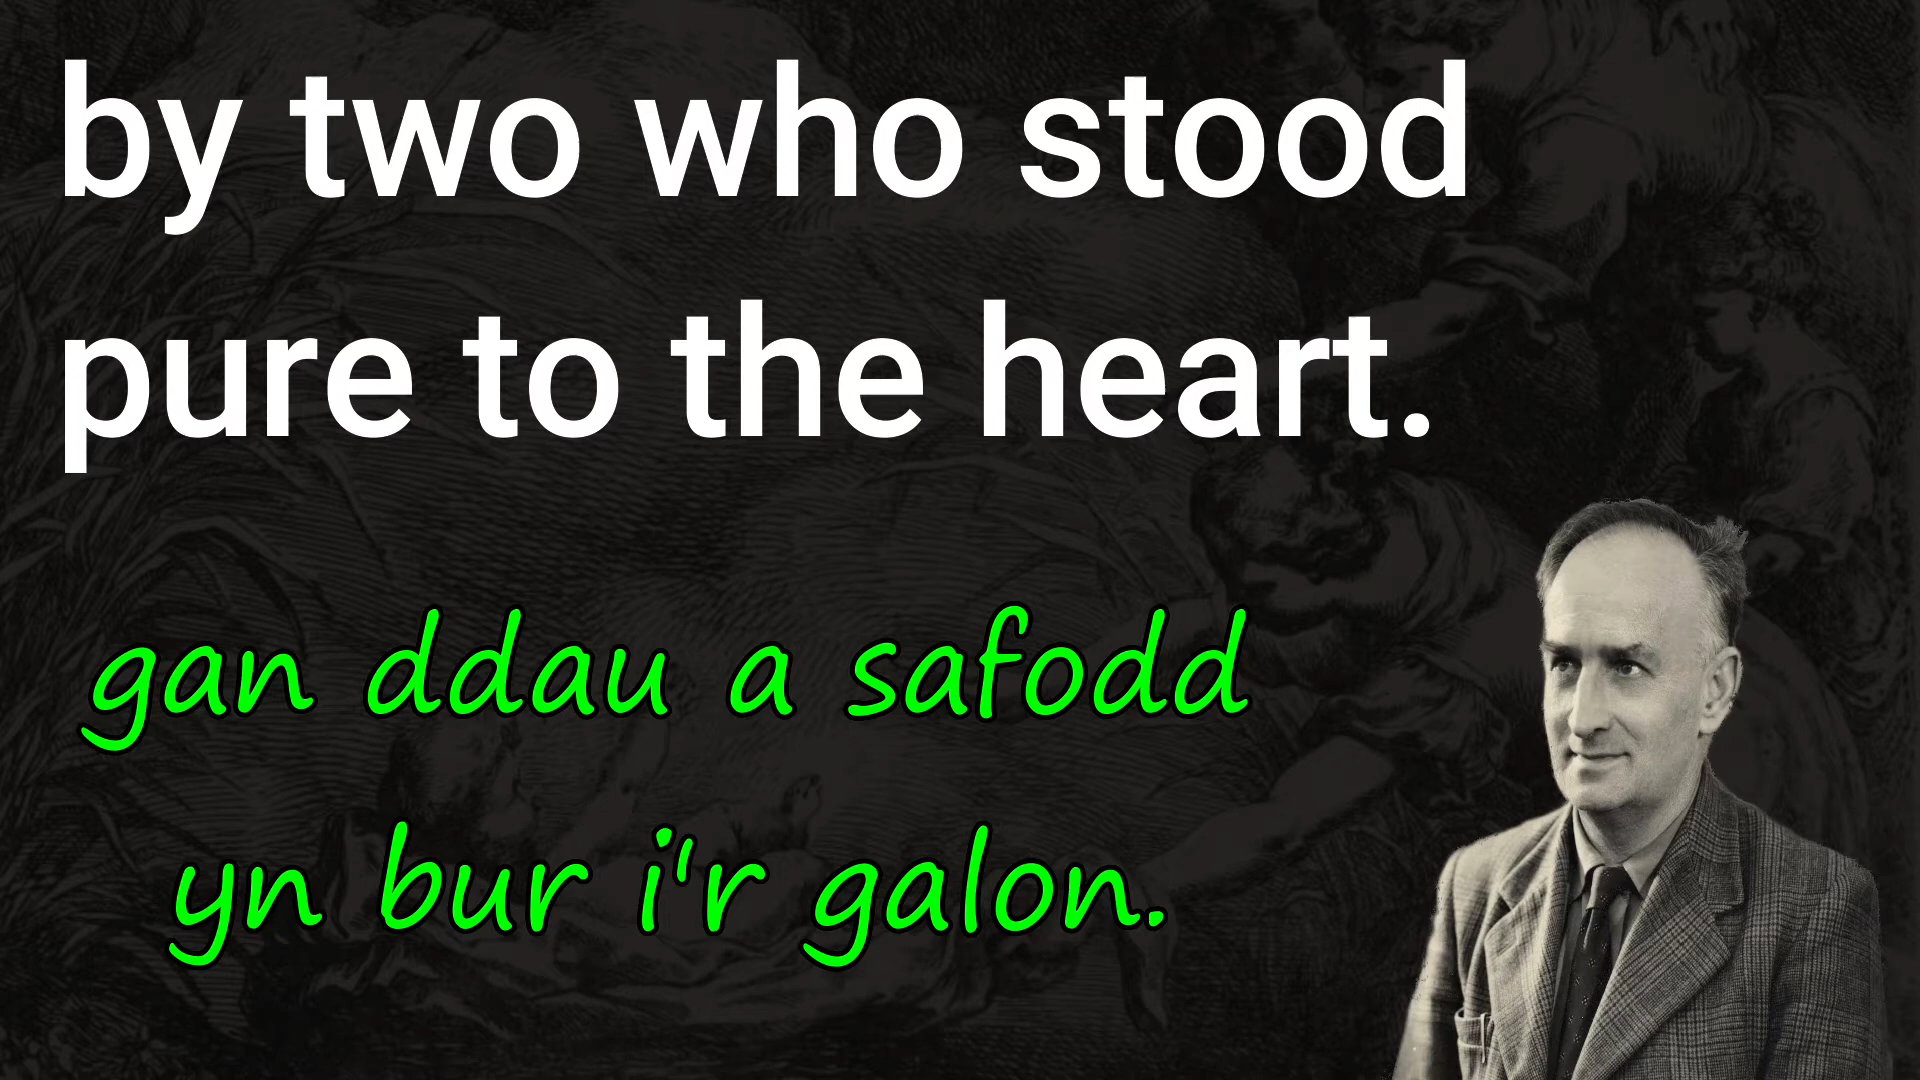 by two who stood
pure to the heart.
gan ddau a safodd
yn bur i'r galon.